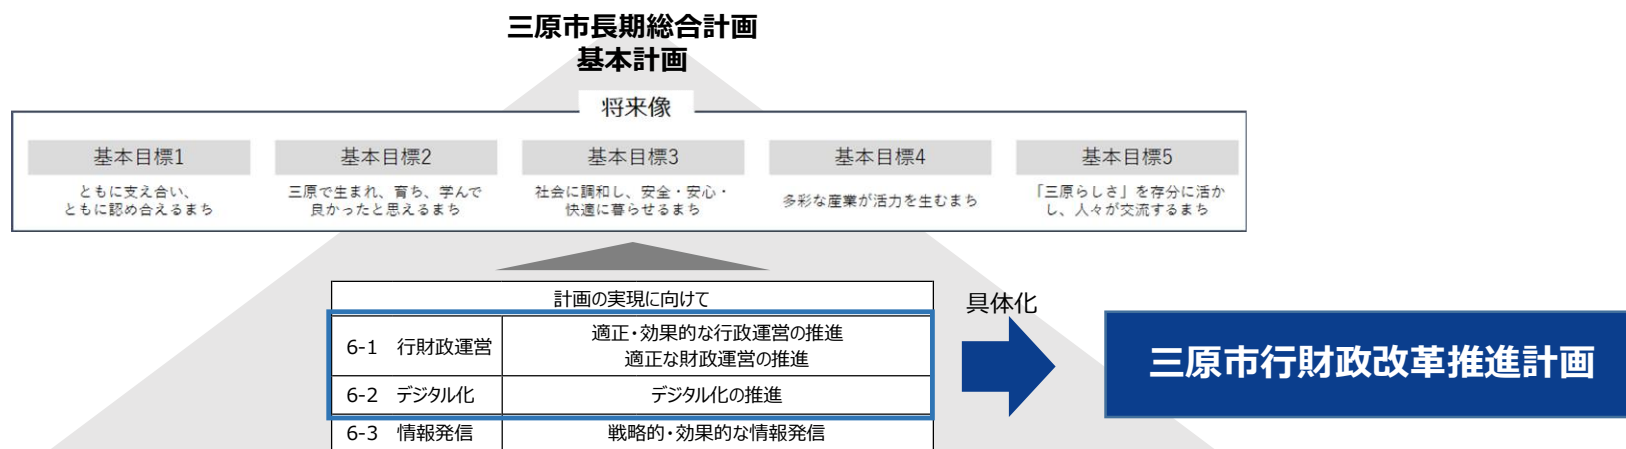 三原市長期総合計画
基本計画
将来像
基本目標1
ともに支え合い、
ともに認め合えるまち
基本目標2
三原で生まれ、育ち、学んで
良かったと思えるまち
基本目標3
社会に調和し、安全・安心・
快適に暮らせるまち
基本目標4
多彩な産業が活力を生むまち
基本目標5
「三原らしさ」を存分に活か
し、人々が交流するまち
計画の実現に向けて
6-1 行財政運営
適正・効果的な行政運営の推進
適正な財政運営の推進
6-2 デジタル化
デジタル化の推進
6-3 情報発信
戦略的・効果的な情報発信
具体化
三原市行財政改革推進計画